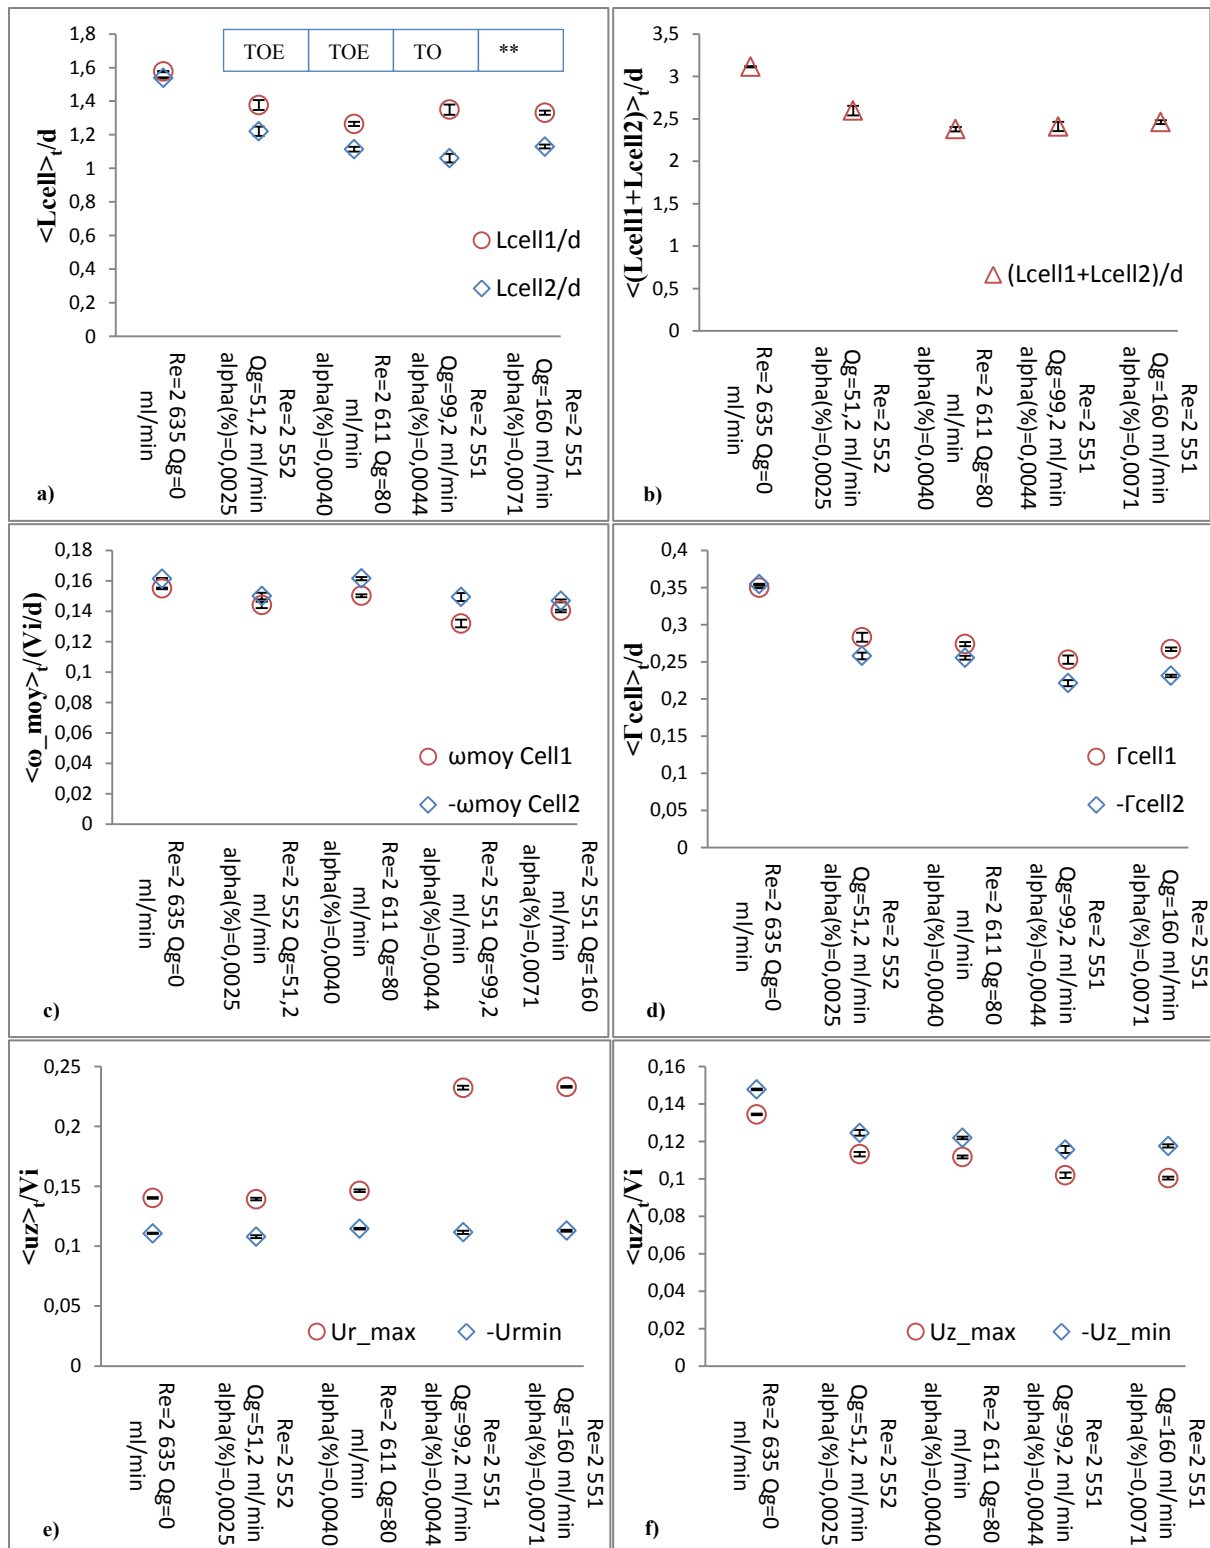 1,8
1,6
1,4
1,2
1
0,8
0,6
0,4
0,2
0
<Lcell>t/d
TOE TOE TO **
Lcell1/d
Lcell2/d
Re=2 635 Qg=0
ml/min
Re=2 552
Qg=51,2 ml/min
alpha(%)=0,0025
Re=2 611 Qg=80
ml/min
alpha(%)=0,0040
Re=2 551
Qg=99,2 ml/min
alpha(%)=0,0044
Re=2 551
Qg=160 ml/min
alpha(%)=0,0071
a)
3,5
3
2,5
2
1,5
1
0,5
0
<(Lcell1+Lcell2)>t/d
(Lcell1+Lcell2)/d
Re=2 635 Qg=0
ml/min
Re=2 552
Qg=51,2 ml/min
alpha(%)=0,0025
Re=2 611 Qg=80
ml/min
alpha(%)=0,0040
Re=2 551
Qg=99,2 ml/min
alpha(%)=0,0044
Re=2 551
Qg=160 ml/min
alpha(%)=0,0071
b)
0,18
0,16
0,14
0,12
0,1
0,08
0,06
0,04
0,02
0
<ω_moy>t/(Vi/d)
ωmoy Cell1
-ωmoy Cell2
Re=2 635 Qg=0
ml/min
Re=2 552 Qg=51,2
ml/min
alpha(%)=0,0025
Re=2 611 Qg=80
ml/min
alpha(%)=0,0040
Re=2 551 Qg=99,2
ml/min
alpha(%)=0,0044
Re=2 551 Qg=160
ml/min
alpha(%)=0,0071
c)
0,4
0,35
0,3
0,25
0,2
0,15
0,1
0,05
0
<Γcell>t/d
Γcell1
-Γcell2
Re=2 635 Qg=0
ml/min
Re=2 552
Qg=51,2 ml/min
alpha(%)=0,0025
Re=2 611 Qg=80
ml/min
alpha(%)=0,0040
Re=2 551
Qg=99,2 ml/min
alpha(%)=0,0044
Re=2 551
Qg=160 ml/min
alpha(%)=0,0071
d)
0,25
0,2
0,15
0,1
0,05
0
<uz>t/Vi
Ur_max -Urmin
Re=2 635 Qg=0
ml/min
Re=2 552
Qg=51,2 ml/min
alpha(%)=0,0025
Re=2 611 Qg=80
ml/min
alpha(%)=0,0040
Re=2 551
Qg=99,2 ml/min
alpha(%)=0,0044
Re=2 551
Qg=160 ml/min
alpha(%)=0,0071
e)
0,16
0,14
0,12
0,1
0,08
0,06
0,04
0,02
0
<uz>t/Vi
Uz_max -Uz_min
Re=2 635 Qg=0
ml/min
Re=2 552
Qg=51,2 ml/min
alpha(%)=0,0025
Re=2 611 Qg=80
ml/min
alpha(%)=0,0040
Re=2 551
Qg=99,2 ml/min
alpha(%)=0,0044
Re=2 551
Qg=160 ml/min
alpha(%)=0,0071
f)